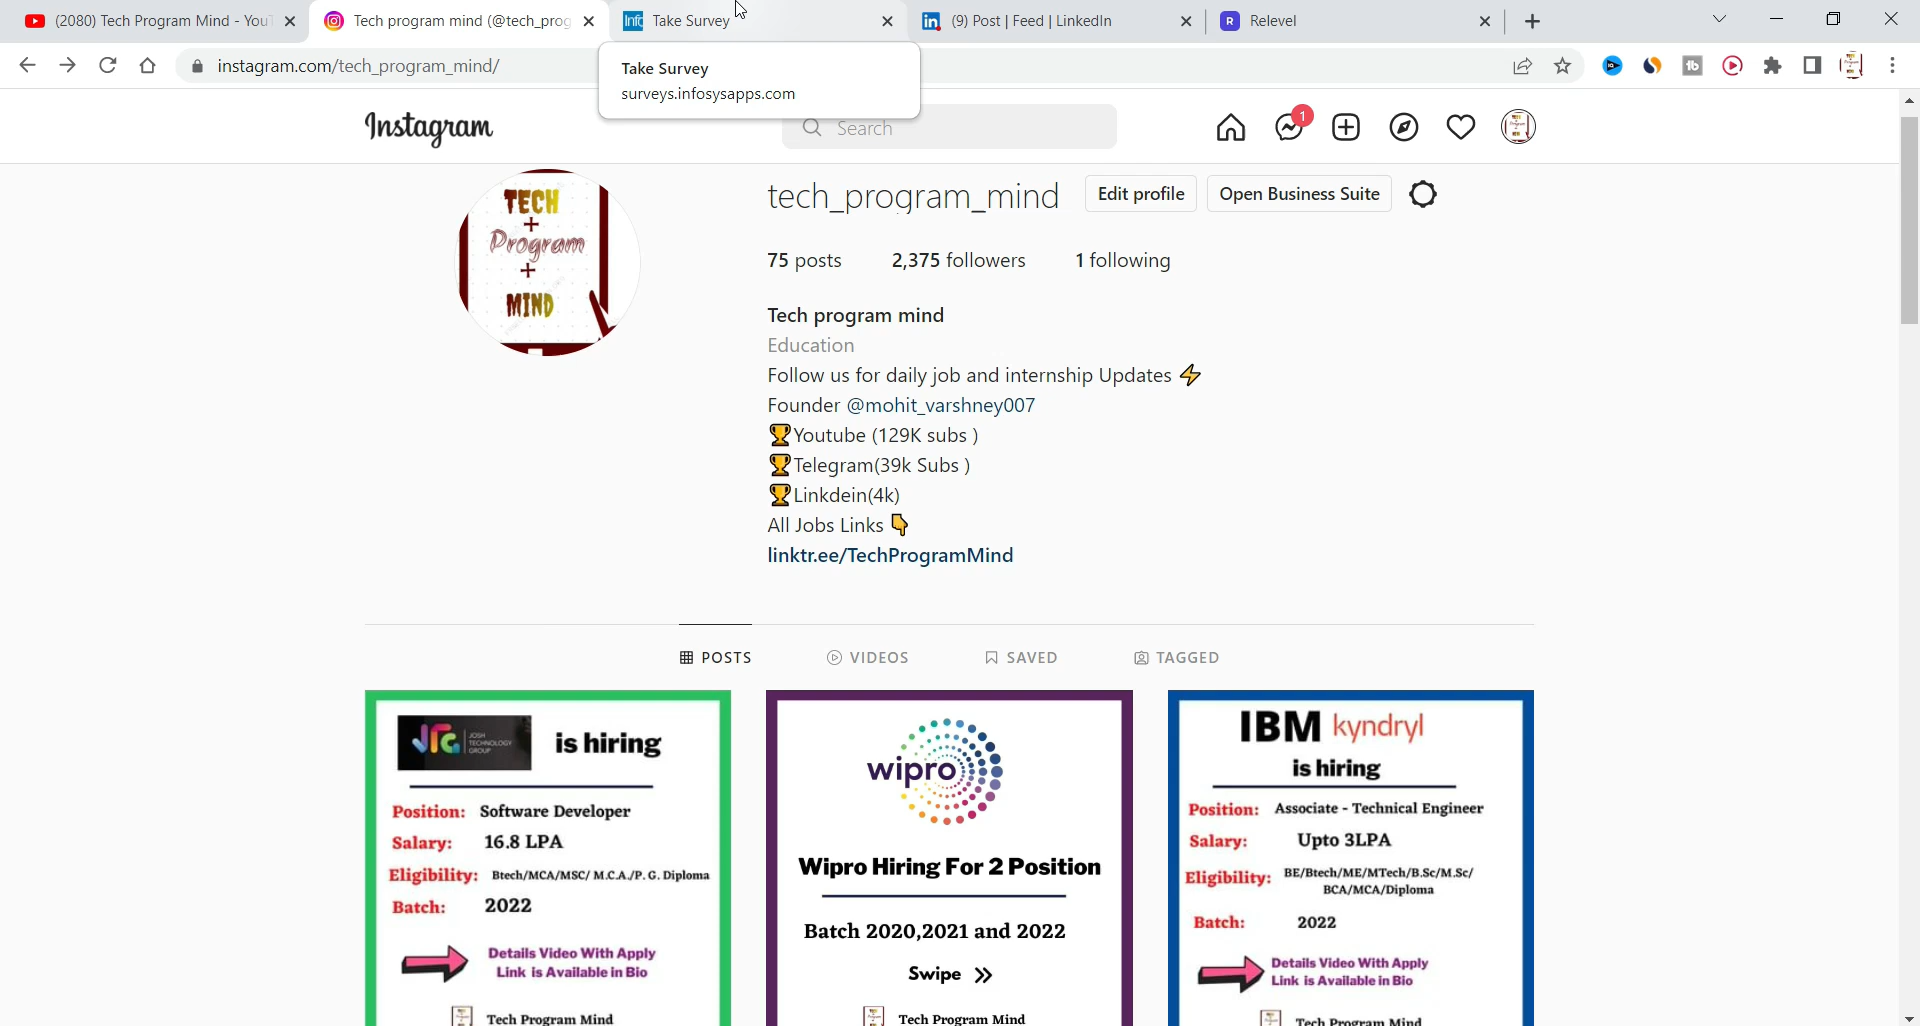 (2080) Tech Program Mind - You
Tech program mind (@tech_prog
Take Survey
(9) Post | Feed | LinkedIn
Relevel
instagram.com/tech_program_mind/
Take Survey
surveys.infosysapps.com
Instagram
Search
1
tech_program_mind
Edit profile
Open Business Suite
75 posts
2,375 followers
1 following
Tech program mind
Education
Follow us for daily job and internship Updates ⚡
Founder @mohit_varshney007
🏆Youtube (129K subs )
🏆Telegram(39k Subs )
🏆Linkdein(4k)
All Jobs Links 👇
linktr.ee/TechProgramMind
POSTS
VIDEOS
SAVED
TAGGED
JTG JOSH TECHNOLOGY GROUP
is hiring
Position: Software Developer
Salary: 16.8 LPA
Eligibility: Btech/MCA/MSC/ M.C.A./P. G. Diploma
Batch: 2022
Details Video With Apply
Link is Available in Bio
Tech Program Mind
wipro
Wipro Hiring For 2 Position
Batch 2020,2021 and 2022
Swipe >>
Tech Program Mind
IBM kyndryl
is hiring
Position: Associate - Technical Engineer
Salary: Upto 3LPA
Eligibility: BE/Btech/ME/MTech/B.Sc/M.Sc/
BCA/MCA/Diploma
Batch: 2022
Details Video With Apply
Link is Available in Bio
Tech Program Mind
TECH
+
Program
+
MIND